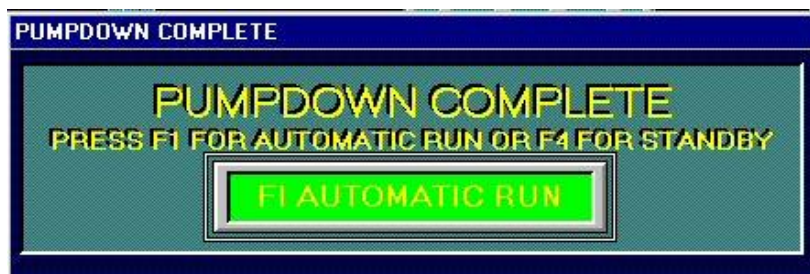 PUMPDOWN COMPLETE
PUMPDOWN COMPLETE
PRESS F1 FOR AUTOMATIC RUN OR F4 FOR STANDBY
F1 AUTOMATIC RUN